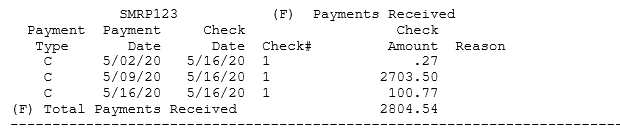 SMRP123 (F) Payments Received
Payment Payment Check Check
Type Date Date Check# Amount Reason
C 5/02/20 5/16/20 1 .27
C 5/09/20 5/16/20 1 2703.50
C 5/16/20 5/16/20 1 100.77
(F) Total Payments Received 2804.54